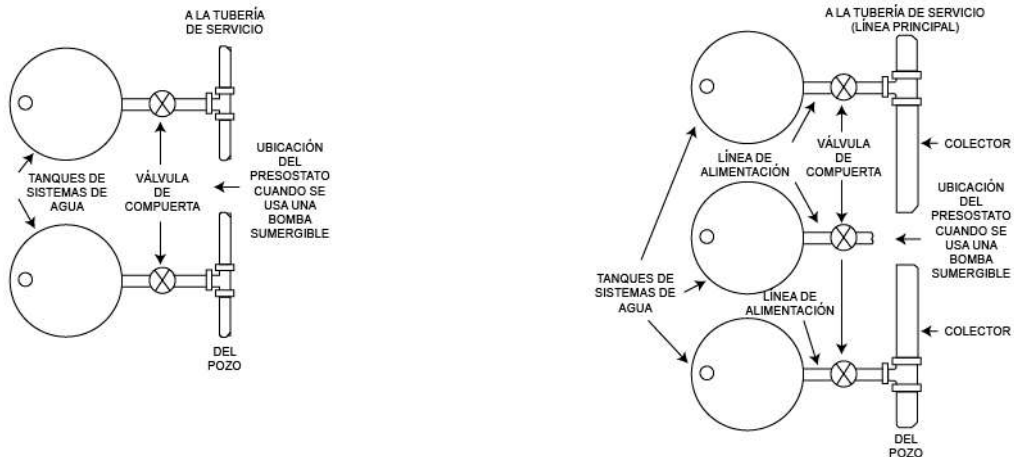 A LA TUBERÍA
DE SERVICIO
UBICACIÓN
DEL
PRESOSTATO
CUANDO SE
USA UNA
BOMBA
SUMERGIBLE
TANQUES DE
SISTEMAS DE
AGUA
VÁLVULA
DE
COMPUERTA
DEL
POZO
A LA TUBERÍA DE SERVICIO
(LÍNEA PRINCIPAL)
COLECTOR
LÍNEA DE
ALIMENTACIÓN
VÁLVULA
DE
COMPUERTA
UBICACIÓN
DEL
PRESOSTATO
CUANDO SE
USA UNA
BOMBA
SUMERGIBLE
TANQUES DE
SISTEMAS DE
AGUA
LÍNEA DE
ALIMENTACIÓN
COLECTOR
DEL
POZO